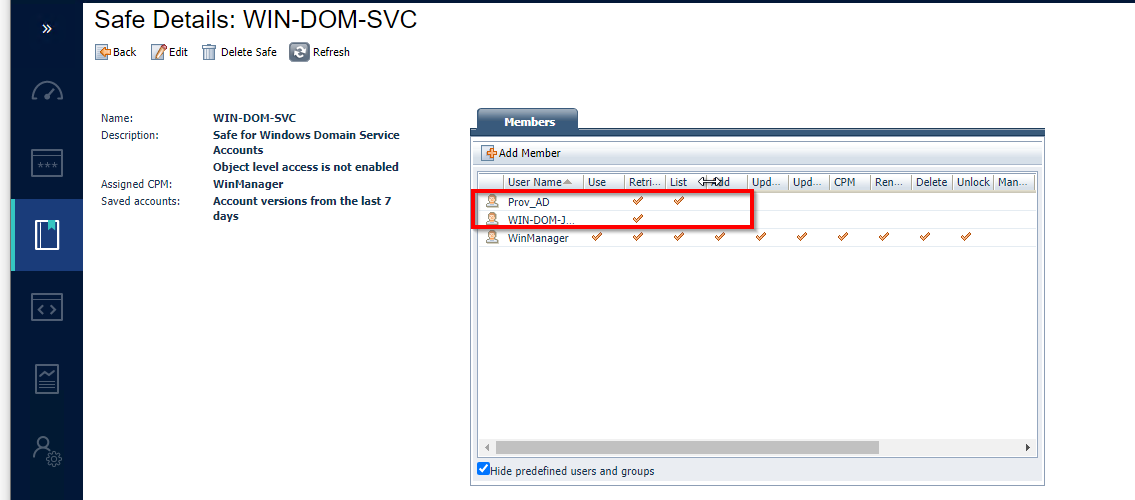 »
Safe Details: WIN-DOM-SVC
Back Edit Delete Safe Refresh
Name: WIN-DOM-SVC
Description: Safe for Windows Domain Service
Accounts
Object level access is not enabled
Assigned CPM: WinManager
Saved accounts: Account versions from the last 7
days
Members
Add Member
User Name Use Retri... List Add Upd... Upd... CPM Ren... Delete Unlock Man...
Prov_AD
WIN-DOM-J...
WinManager
Hide predefined users and groups